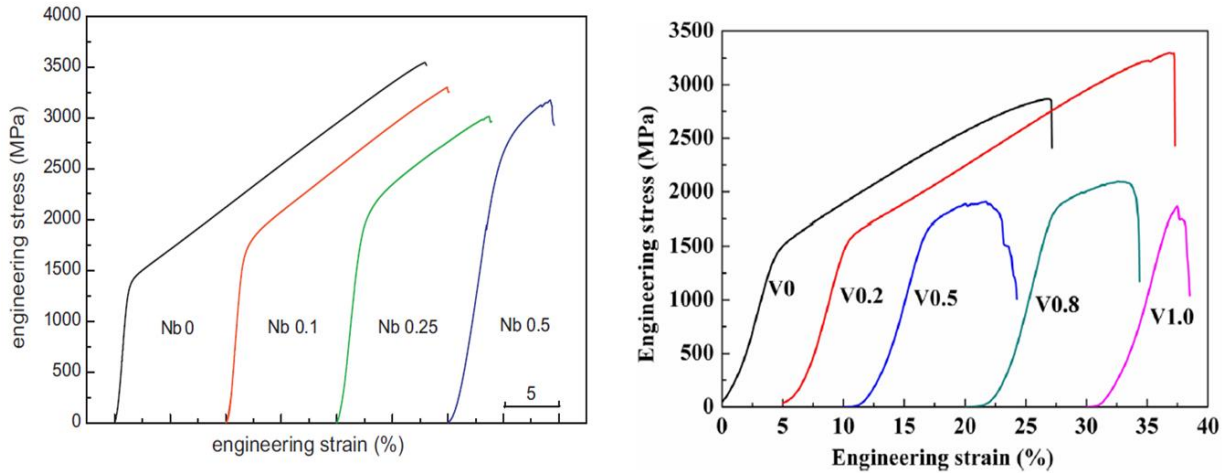 4000
3500
3000
2500
2000
1500
1000
500
0
engineering stress (MPa)
Nb 0
Nb 0.1
Nb 0.25
Nb 0.5
5
engineering strain (%)
3500
3000
2500
2000
1500
1000
500
0
Engineering stress (MPa)
V0
V0.2
V0.5
V0.8
V1.0
0 5 10 15 20 25 30 35 40
Engineering strain (%)